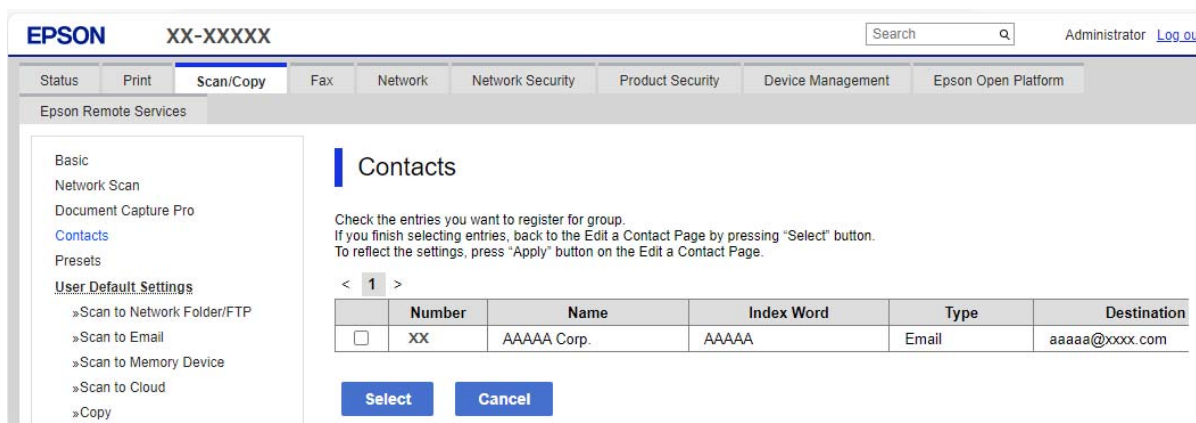 EPSON XX-XXXXX Search Administrator Log ou
Status Print Scan/Copy Fax Network Network Security Product Security Device Management Epson Open Platform
Epson Remote Services
Basic
Network Scan
Document Capture Pro
Contacts
Presets
User Default Settings
»Scan to Network Folder/FTP
»Scan to Email
»Scan to Memory Device
»Scan to Cloud
»Copy
Contacts
Check the entries you want to register for group.
If you finish selecting entries, back to the Edit a Contact Page by pressing “Select” button.
To reflect the settings, press “Apply” button on the Edit a Contact Page.
< 1 >
Number Name Index Word Type Destination
XX AAAAA Corp. AAAAA Email aaaaa@xxxx.com
Select Cancel